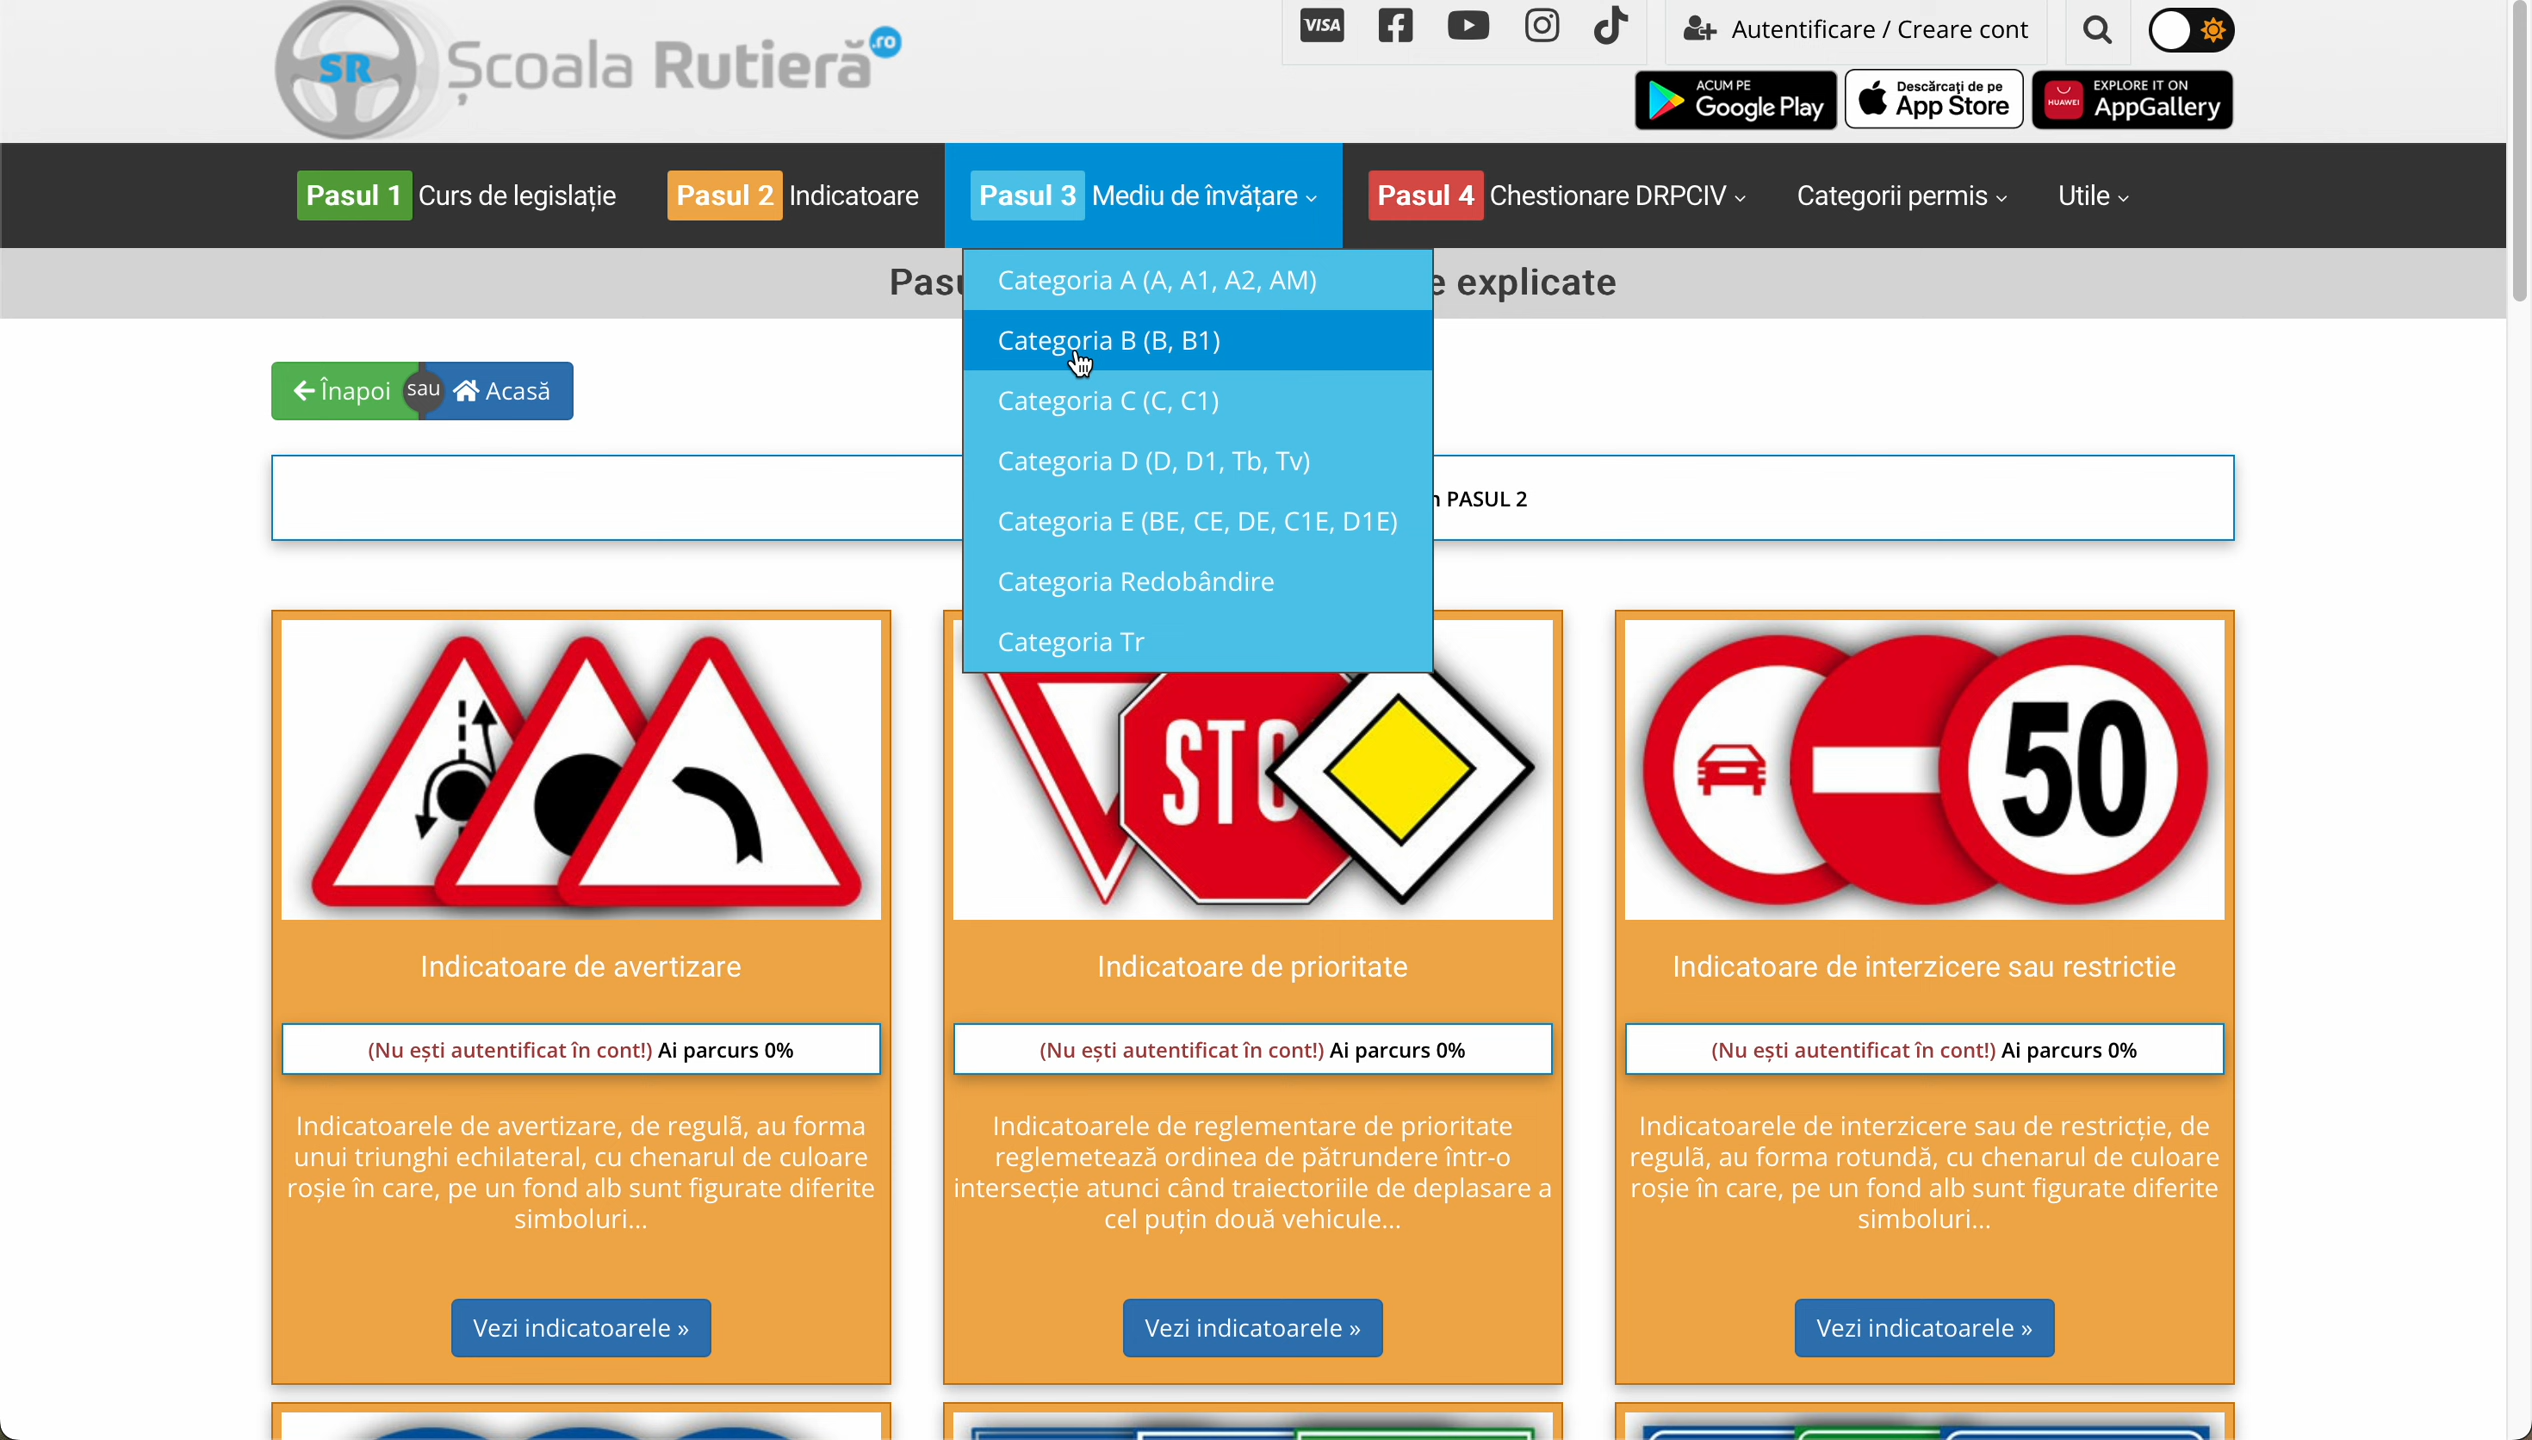 SR Școala Rutieră .ro
VISA
Autentificare / Creare cont
ACUM PE
Google Play
Descărcați de pe
App Store
HUAWEI
EXPLORE IT ON
AppGallery
Pasul 1 Curs de legislație
Pasul 2 Indicatoare
Pasul 3 Mediu de învățare
Pasul 4 Chestionare DRPCIV
Categorii permis
Utile
explicate
Categoria A (A, A1, A2, AM)
Categoria B (B, B1)
Categoria C (C, C1)
Categoria D (D, D1, Tb, Tv)
Categoria E (BE, CE, DE, C1E, D1E)
Categoria Redobândire
Categoria Tr
Înapoi sau Acasă
PASUL 2
50
Indicatoare de avertizare
(Nu ești autentificat în cont!) Ai parcurs 0%
Indicatoarele de avertizare, de regulă, au forma
unui triunghi echilateral, cu chenarul de culoare
roșie în care, pe un fond alb sunt figurate diferite
simboluri...
Vezi indicatoarele »
Indicatoare de prioritate
(Nu ești autentificat în cont!) Ai parcurs 0%
Indicatoarele de reglementare de prioritate
reglemetează ordinea de pătrundere într-o
intersecție atunci când traiectoriile de deplasare a
cel puțin două vehicule...
Vezi indicatoarele »
Indicatoare de interzicere sau restrictie
(Nu ești autentificat în cont!) Ai parcurs 0%
Indicatoarele de interzicere sau de restricție, de
regulă, au forma rotundă, cu chenarul de culoare
roșie în care, pe un fond alb sunt figurate diferite
simboluri...
Vezi indicatoarele »